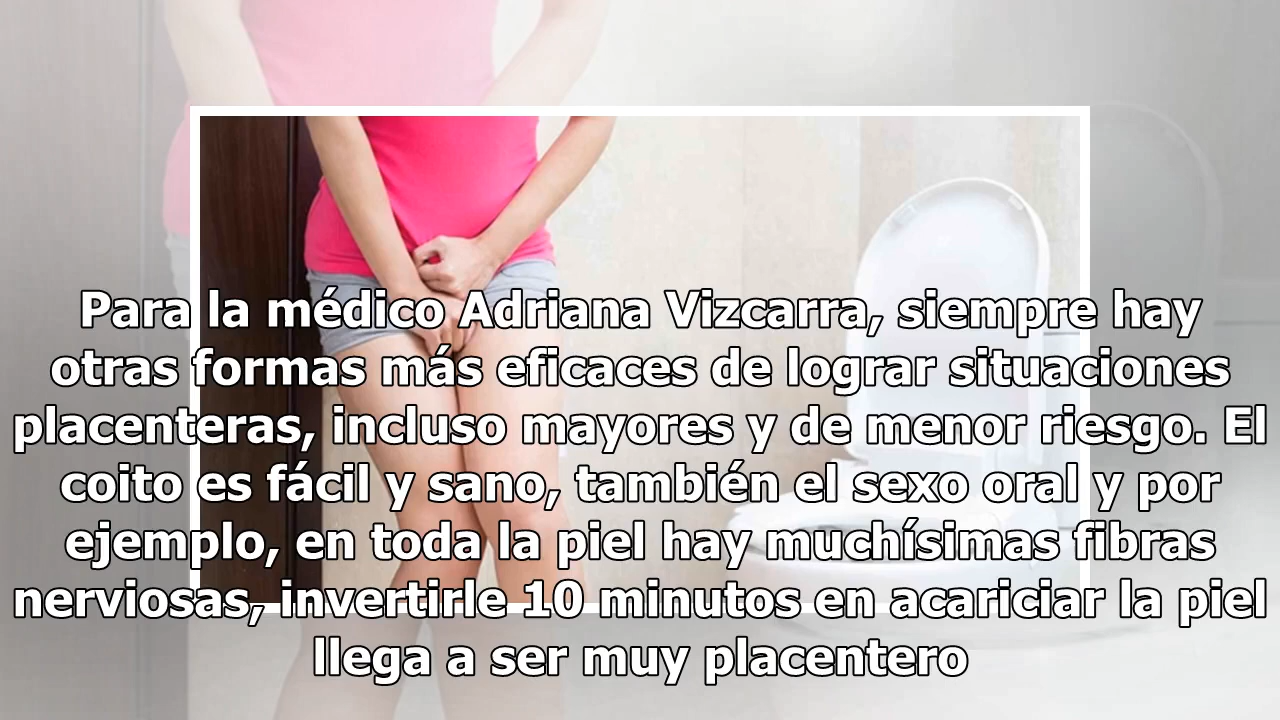 Para la médico Adriana Vizcarra, siempre hay
otras formas más eficaces de lograr situaciones
placenteras, incluso mayores y de menor riesgo. El
coito es fácil y sano, también el sexo oral y por
ejemplo, en toda la piel hay muchísimas fibras
nerviosas, invertirle 10 minutos en acariciar la piel
llega a ser muy placentero